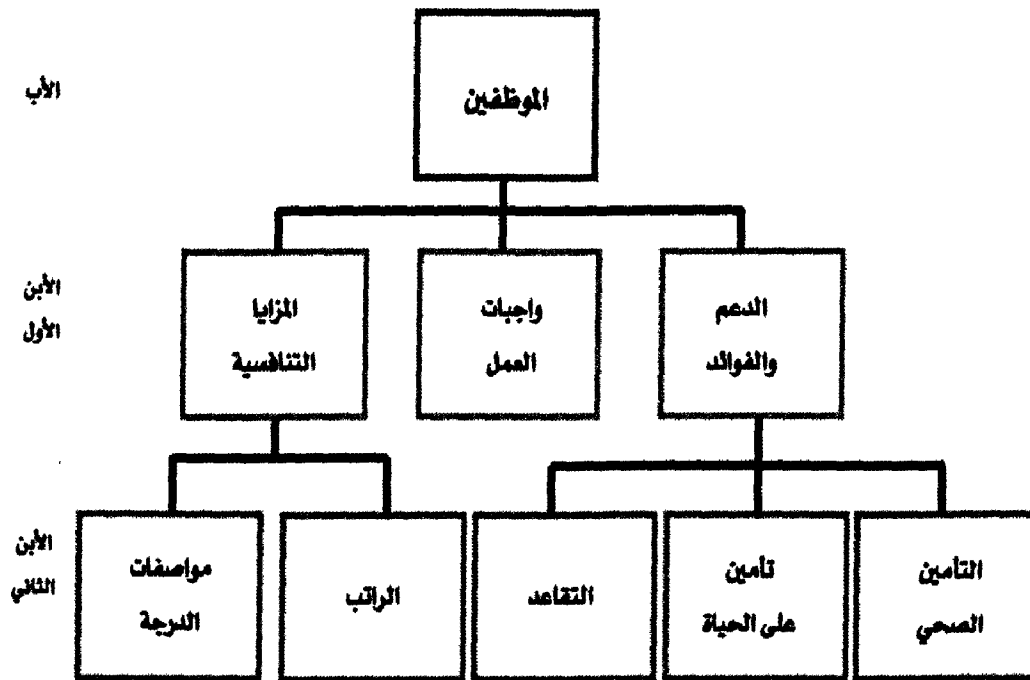 الأب
الموظفين
الأبن
الأول
الدعم
والفوائد
واجبات
العمل
المزايا
التنافسية
الأبن
الثاني
التأمين
الصحي
تأمين
على الحياة
التقاعد
الراتب
مواصفات
الدرجة